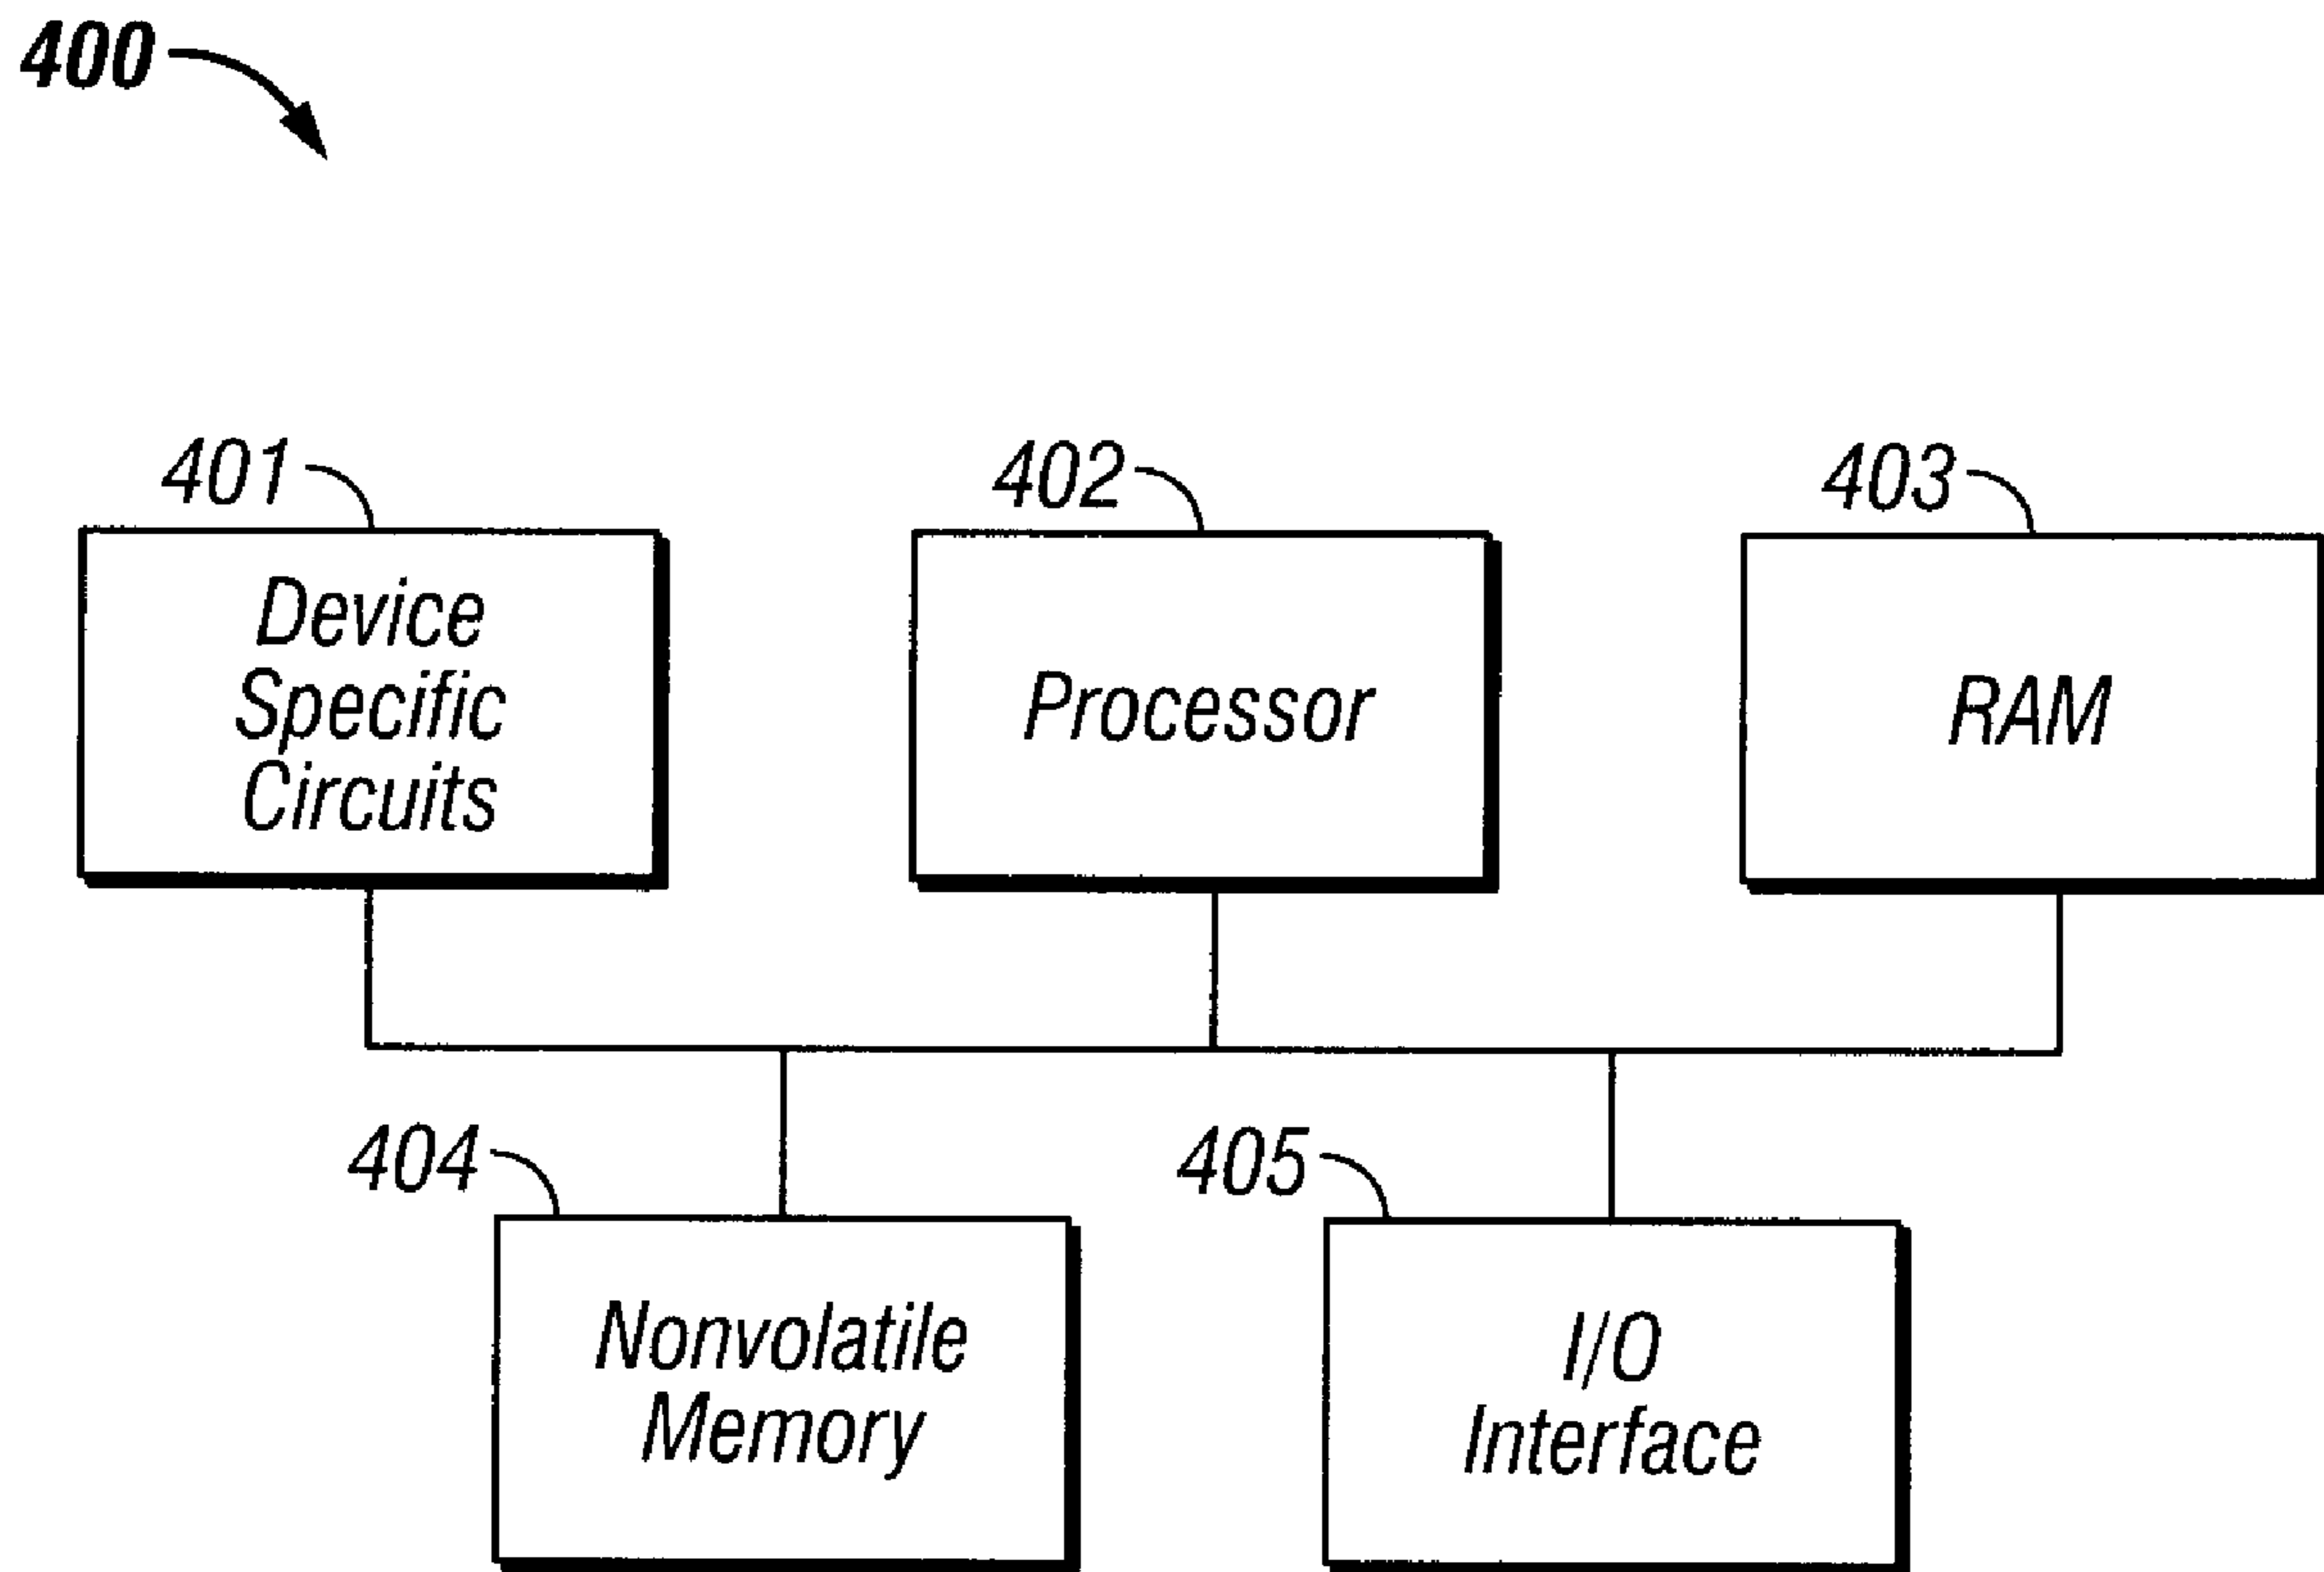 400
401
402
403
Device
Specific
Circuits
Processor
RAM
404
405
Nonvolatile
Memory
I/O
Interface